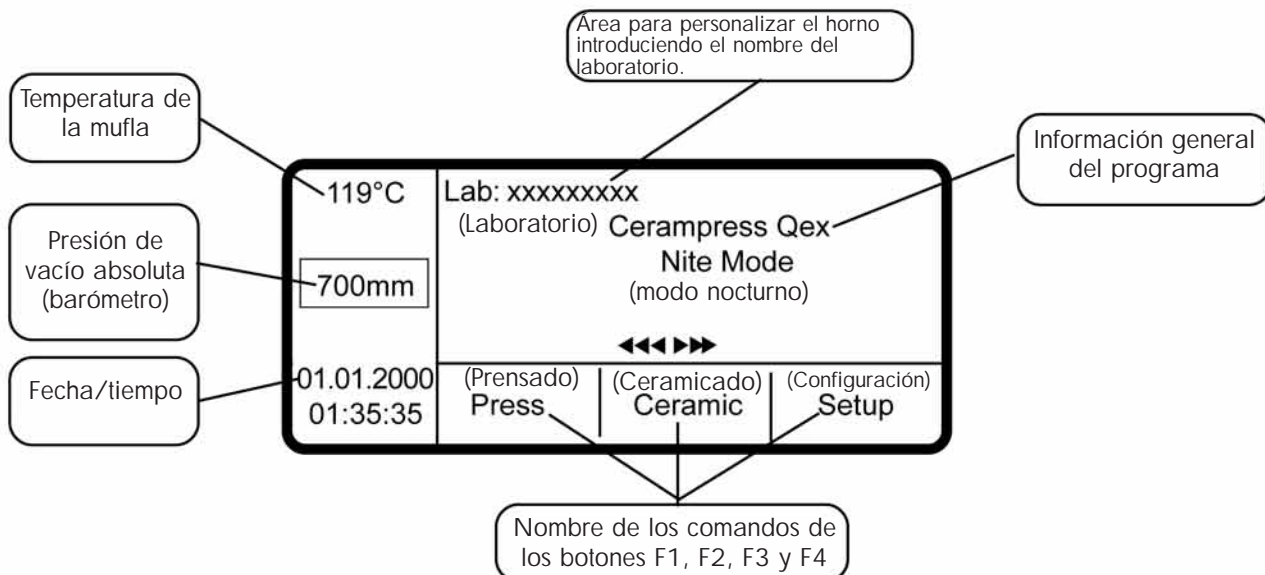 Área para personalizar el horno
introduciendo el nombre del
laboratorio.
Temperatura de
la mufla
Información general
del programa
119°C
Lab: xxxxxxxxx
(Laboratorio) Cerampress Qex
Presión de
vacío absoluta
(barómetro)
700mm
Nite Mode
(modo nocturno)
Fecha/tiempo
01.01.2000
01:35:35
(Prensado)
Press
(Ceramicado)
Ceramic
(Configuración)
Setup
Nombre de los comandos de
los botones F1, F2, F3 y F4